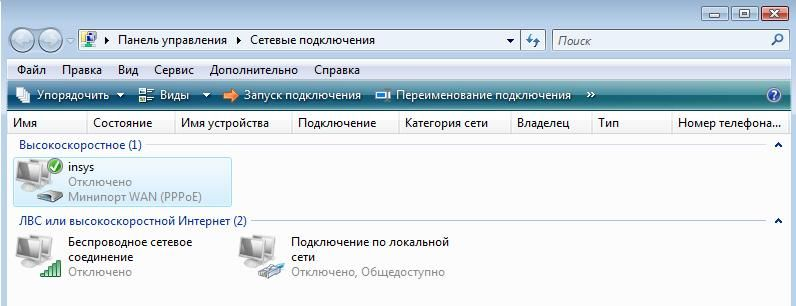 Панель управления Сетевые подключения Поиск
Файл Правка Вид Сервис Дополнительно Справка
Упорядочить Виды Запуск подключения Переименование подключения »
Имя Состояние Имя устройства Подключение Категория сети Владелец Тип Номер телефона...
Высокоскоростное (1)
insys
Отключено
Минипорт WAN (PPPoE)
ЛВС или высокоскоростной Интернет (2)
Беспроводное сетевое
соединение
Отключено
Подключение по локальной
сети
Отключено, Общедоступно